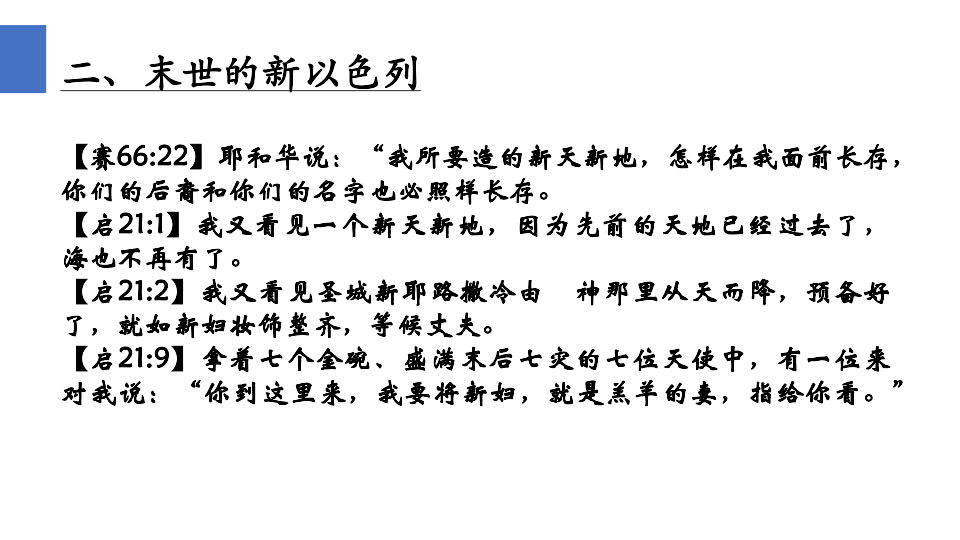 二、末世的新以色列
【赛66:22】耶和华说：“我所要造的新天新地，怎样在我面前长存，
你们的后裔和你们的名字也必照样长存。
【启21:1】我又看见一个新天新地，因为先前的天地已经过去了，
海也不再有了。
【启21:2】我又看见圣城新耶路撒冷由　神那里从天而降，预备好
了，就如新妇妆饰整齐，等候丈夫。
【启21:9】拿着七个金碗、盛满末后七灾的七位天使中，有一位来
对我说：“你到这里来，我要将新妇，就是羔羊的妻，指给你看。”